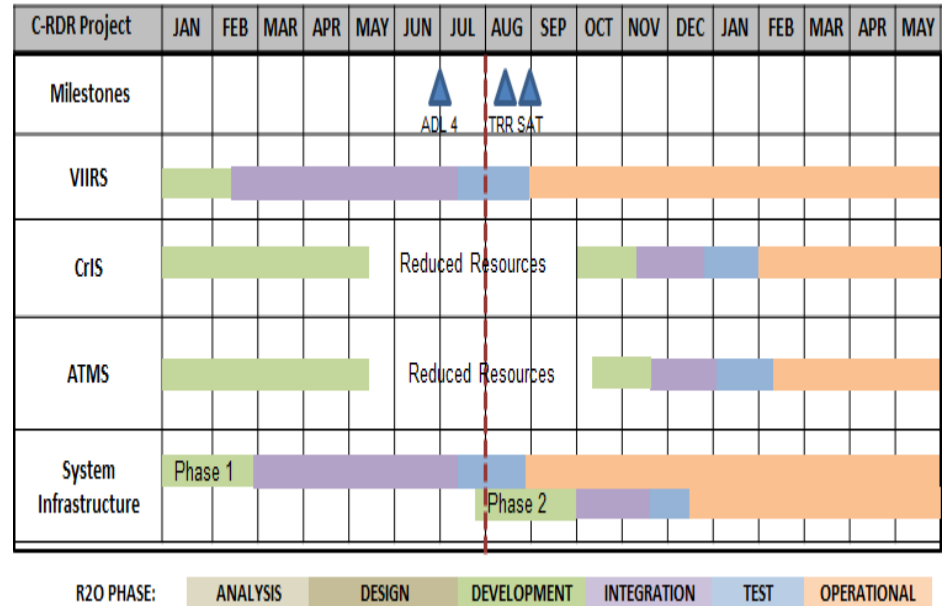 C-RDR Project JAN FEB MAR APR MAY JUN JUL AUG SEP OCT NOV DEC JAN FEB MAR APR MAY
Milestones
ADL 4 TRR SAT
VIIRS
CrIS Reduced Resources
ATMS Reduced Resources
System Infrastructure
Phase 1
Phase 2
R2O PHASE: ANALYSIS DESIGN DEVELOPMENT INTEGRATION TEST OPERATIONAL